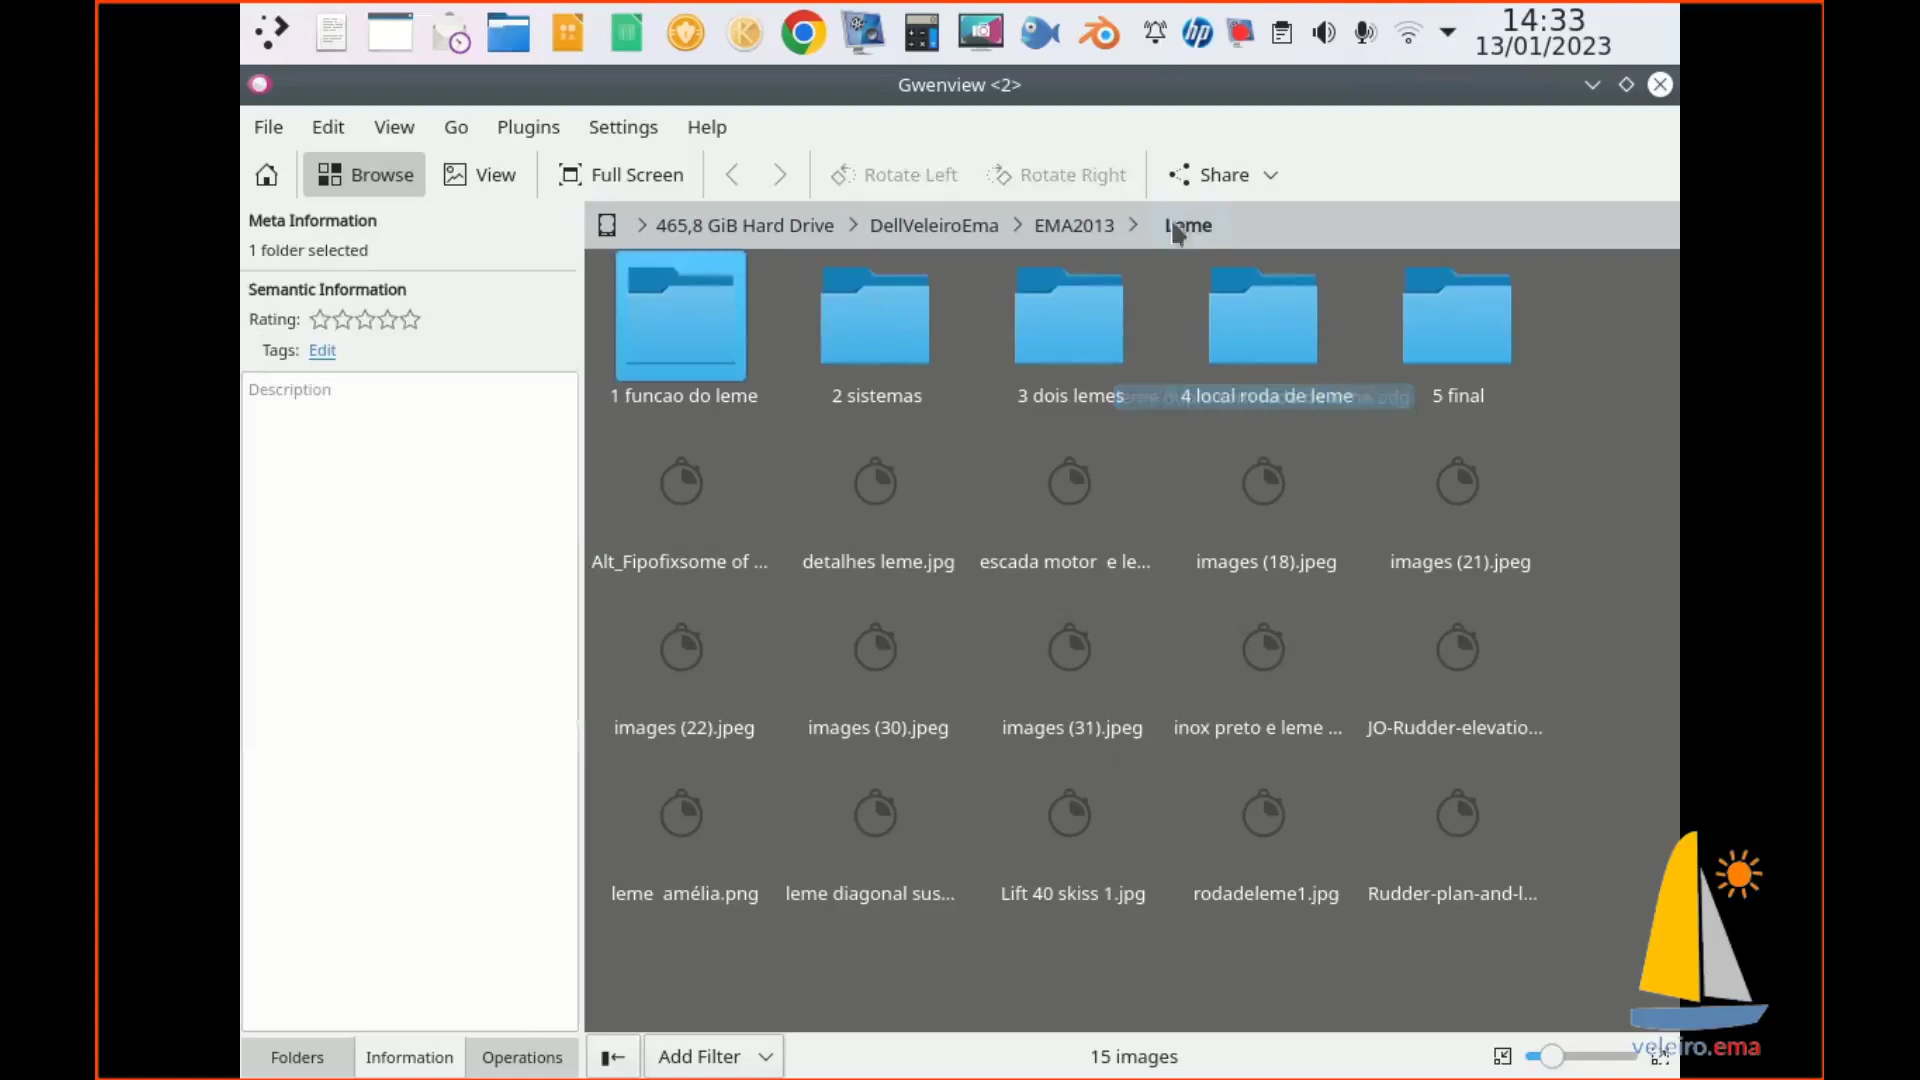 14:33
13/01/2023
Gwenview <2>
File Edit View Go Plugins Settings Help
Browse View Full Screen Rotate Left Rotate Right Share
Meta Information
1 folder selected
Semantic Information
Rating:
Tags: Edit
Description
465,8 GiB Hard Drive > DellVeleiroEma > EMA2013 > Leme
1 funcao do leme 2 sistemas 3 dois lemes 4 local roda de leme 5 final
Alt_Fipofixsome of ... detalhes leme.jpg escada motor e le... images (18).jpeg images (21).jpeg
images (22).jpeg images (30).jpeg images (31).jpeg inox preto e leme ... JO-Rudder-elevatio...
leme amélia.png leme diagonal sus... Lift 40 skiss 1.jpg rodadeleme1.jpg Rudder-plan-and-l...
Folders Information Operations Add Filter 15 images
veleiro.ema